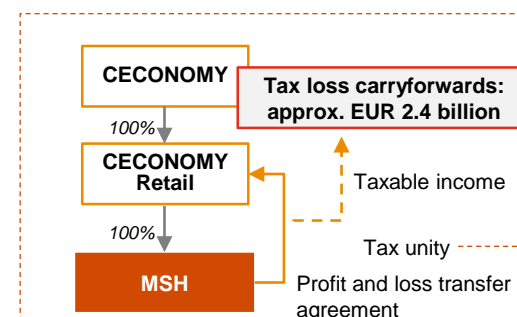 CECONOMY
Tax loss carryforwards:
approx. EUR 2.4 billion
100%
CECONOMY
Retail
Taxable income
100%
Tax unity
MSH
Profit and loss transfer
agreement